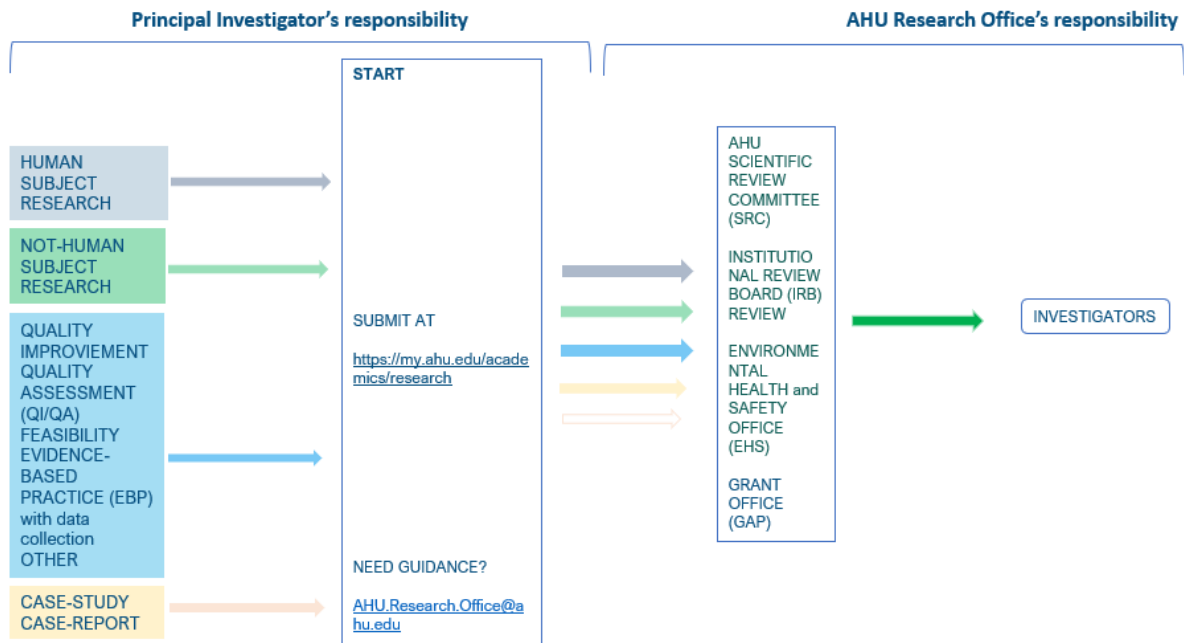 Principal Investigator's responsibility
AHU Research Office's responsibility
HUMAN
SUBJECT
RESEARCH
NOT-HUMAN
SUBJECT
RESEARCH
QUALITY
IMPROVIEMENT
QUALITY
ASSESSMENT
(QI/QA)
FEASIBILITY
EVIDENCE-
BASED
PRACTICE (EBP)
with data
collection
OTHER
CASE-STUDY
CASE-REPORT
START
SUBMIT AT
https://my.ahu.edu/acade
mics/research
NEED GUIDANCE?
AHU.Research.Office@a
hu.edu
AHU
SCIENTIFIC
REVIEW
COMMITTEE
(SRC)
INSTITUTIO
NAL REVIEW
BOARD (IRB)
REVIEW
ENVIRONME
NTAL
HEALTH and
SAFETY
OFFICE
(EHS)
GRANT
OFFICE
(GAP)
INVESTIGATORS